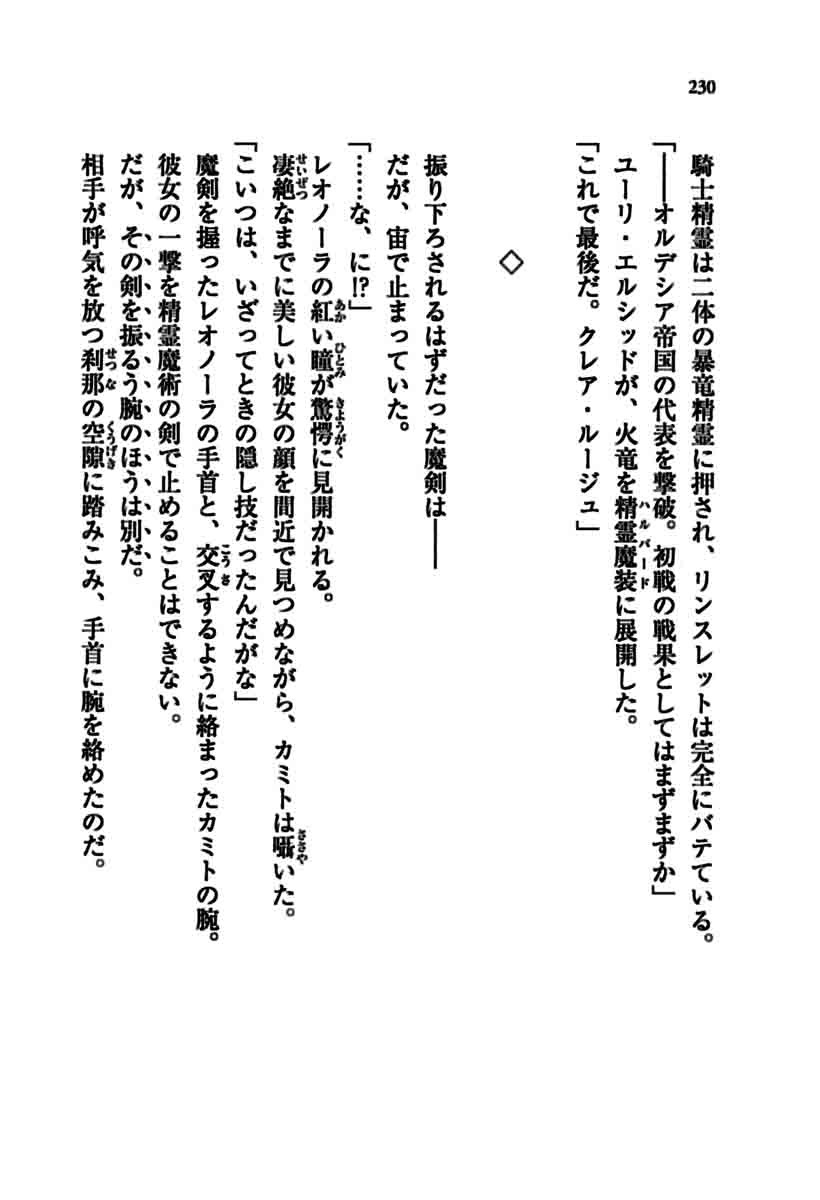 230
騎士精霊は二体の暴竜精霊に押され、リンスレットは完全にバテている。
「――オルデシア帝国の代表を撃破。初戦の戦果としてはまずまずか」
ユーリ・エルシッドが、火竜を精霊魔装に展開した。
「これで最後だ。クレア・ルージュ」
◇
振り下ろされるはずだった魔剣は――
だが、宙で止まっていた。
「……な、に!?」
レオノーラの紅い瞳が驚愕に見開かれる。
凄絶なまでに美しい彼女の顔を間近で見つめながら、カミトは囁いた。
「こいつは、いざってときの隠し技だったんだがな」
魔剣を握ったレオノーラの手首と、交叉するように絡まったカミトの腕。
彼女の一撃を精霊魔術の剣で止めることはできない。
だが、その剣を振るう腕のほうは別だ。
相手が呼気を放つ刹那の空隙に踏みこみ、手首に腕を絡めたのだ。